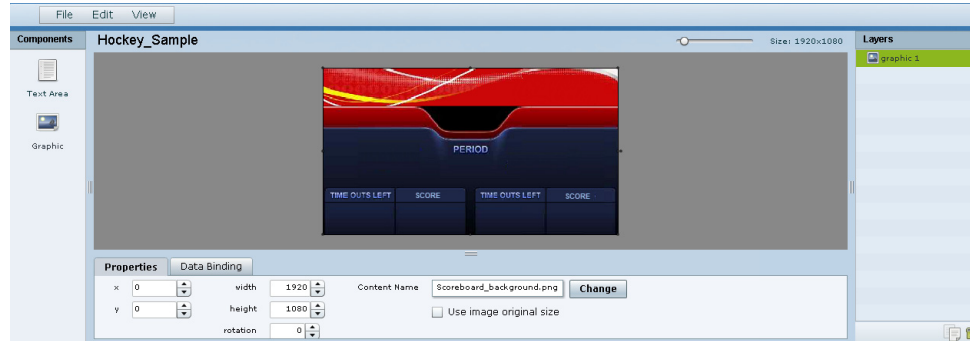 File Edit View
Components
Hockey_Sample
Size: 1920x1080
Layers
graphic 1
Text Area
Graphic
PERIOD
TIME OUTS LEFT SCORE TIME OUTS LEFT SCORE
Properties Data Binding
x 0 width 1920 Content Name Scoreboard_background.png Change
y 0 height 1080 Use image original size
rotation 0